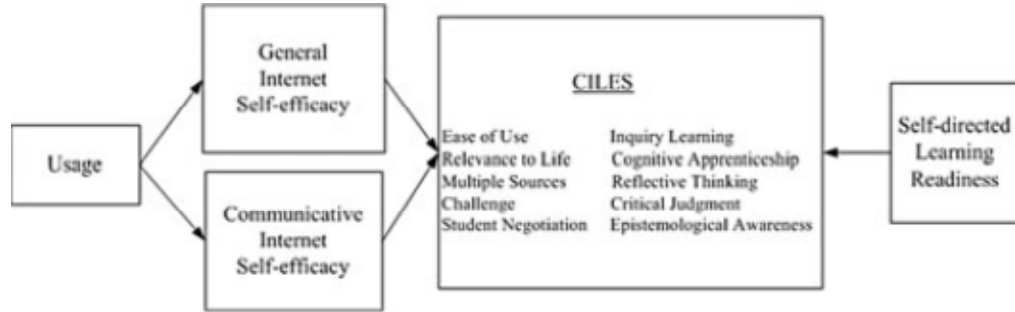 Usage
General
Internet
Self-efficacy
Communicative
Internet
Self-efficacy
CILES
Ease of Use
Relevance to Life
Multiple Sources
Challenge
Student Negotiation
Inquiry Learning
Cognitive Apprenticeship
Reflective Thinking
Critical Judgment
Epistemological Awareness
Self-directed
Learning
Readiness